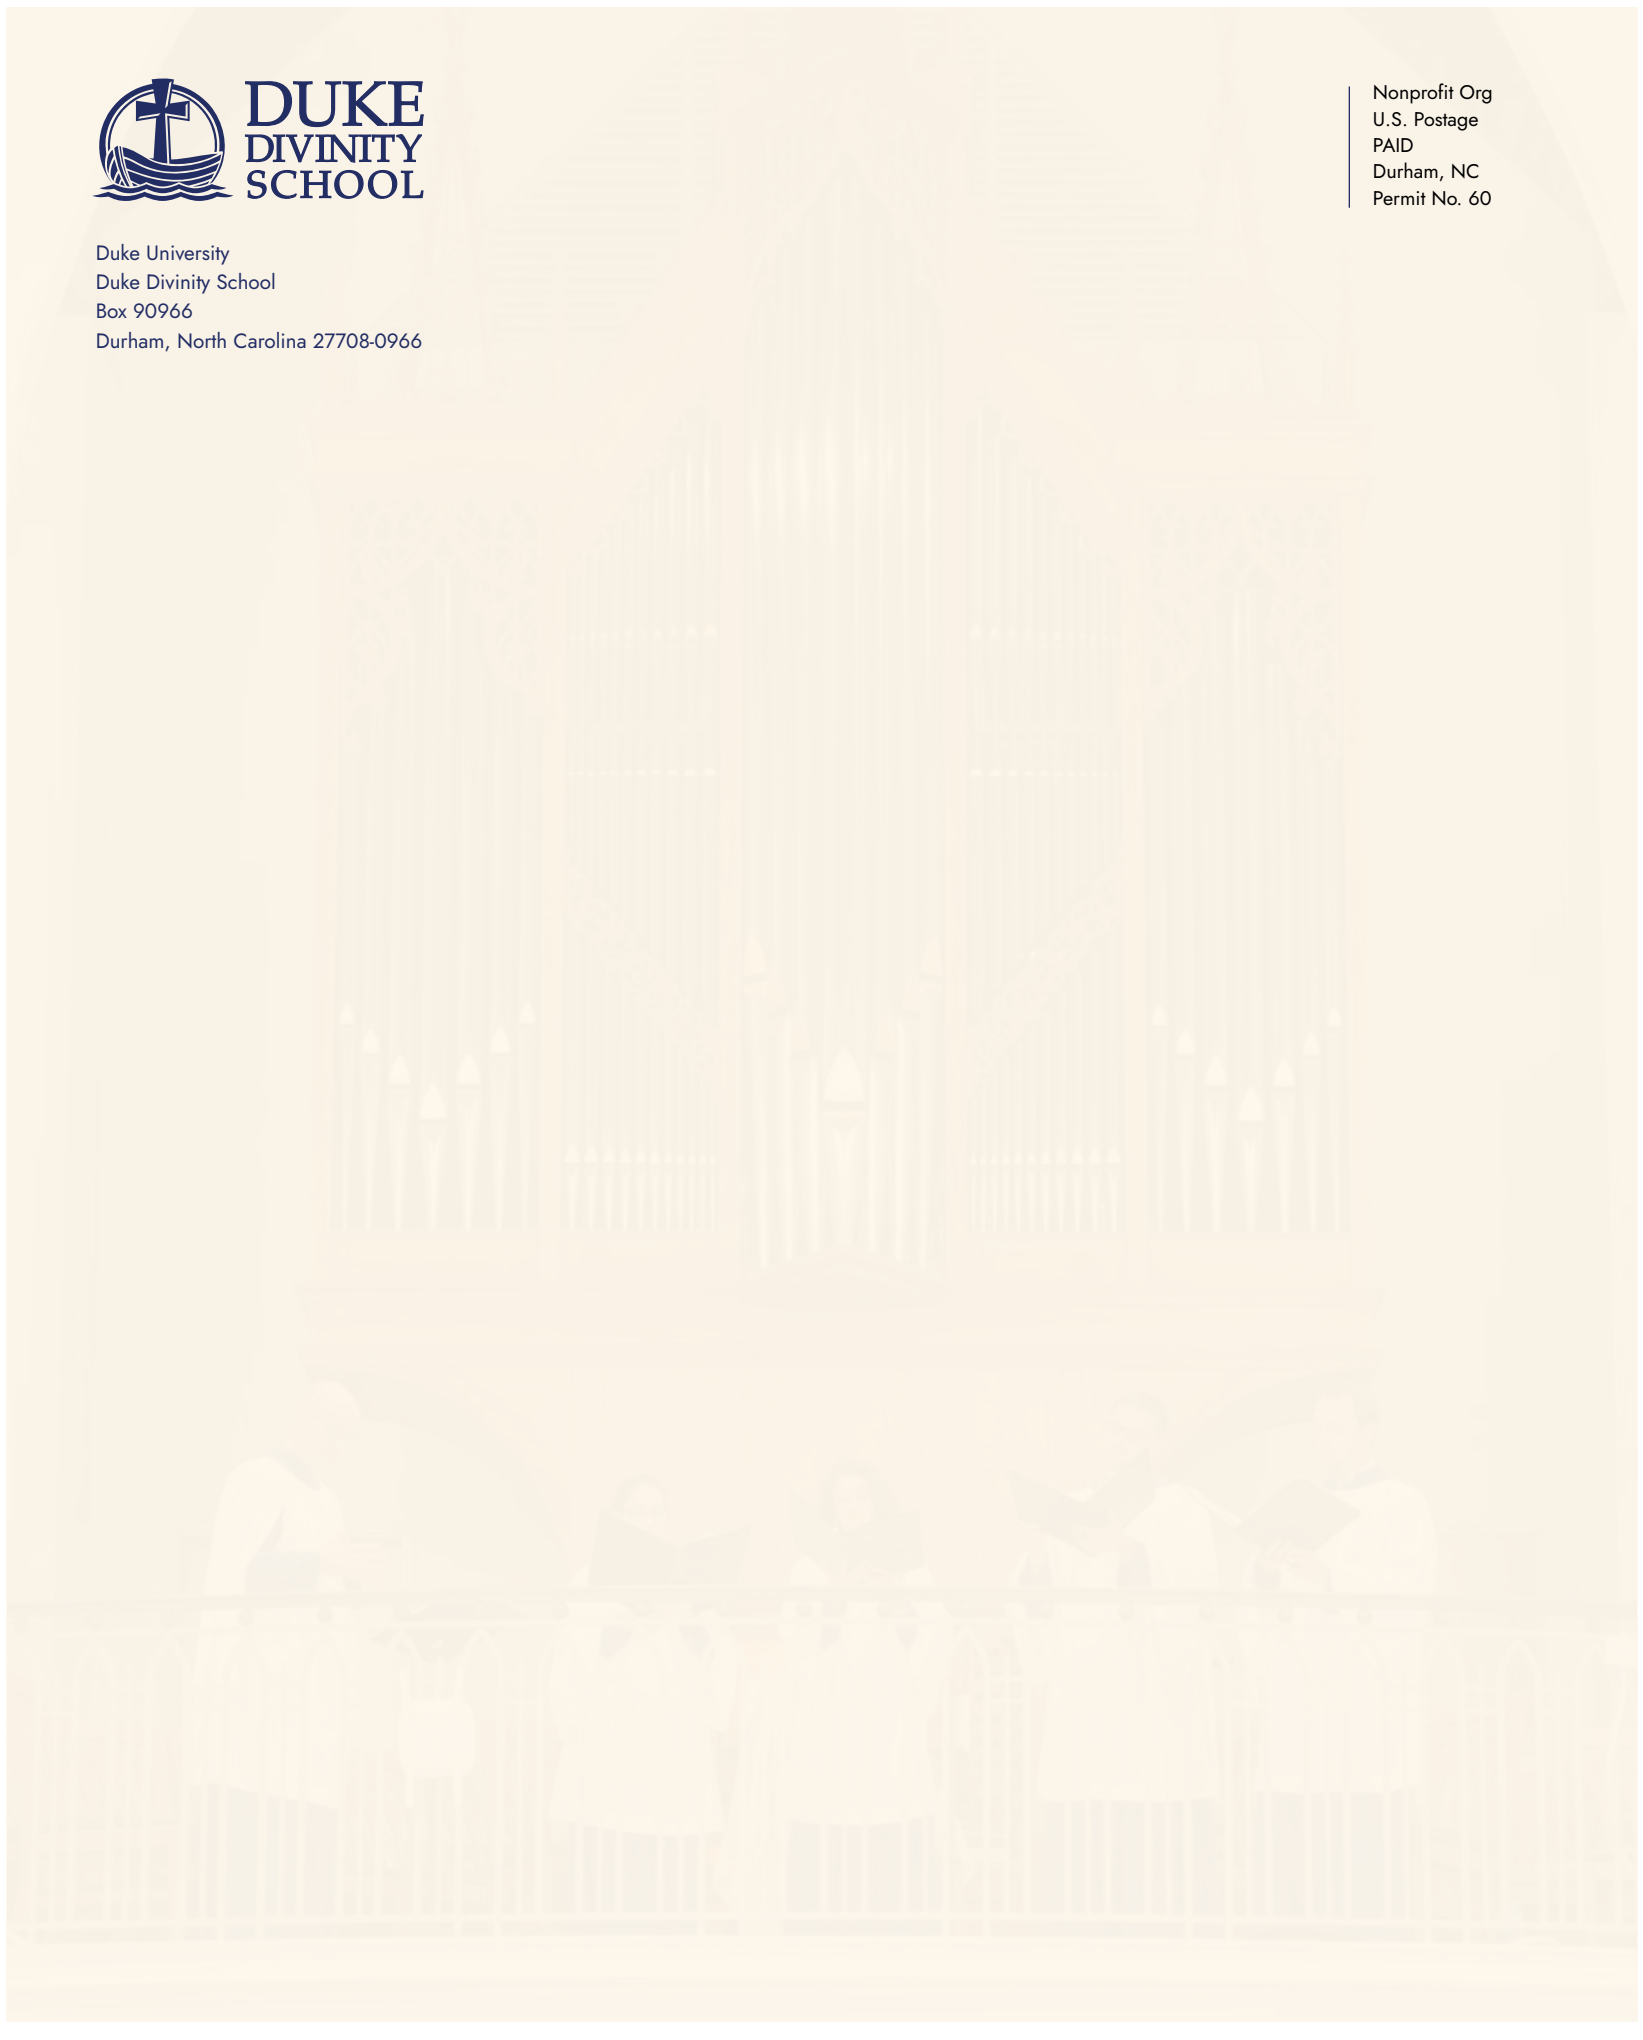 DUKE
DIVINITY
SCHOOL
Duke University
Duke Divinity School
Box 90966
Durham, North Carolina 27708-0966
Nonprofit Org
U.S. Postage
PAID
Durham, NC
Permit No. 60